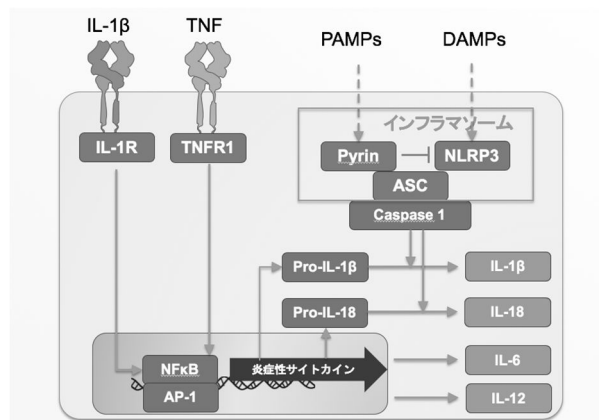 IL-1β
TNF
PAMPs
DAMPs
インフラマソーム
IL-1R
TNFR1
Pyrin
NLRP3
ASC
Caspase 1
Pro-IL-1β
IL-1β
Pro-IL-18
IL-18
NFκB
炎症性サイトカイン
IL-6
AP-1
IL-12